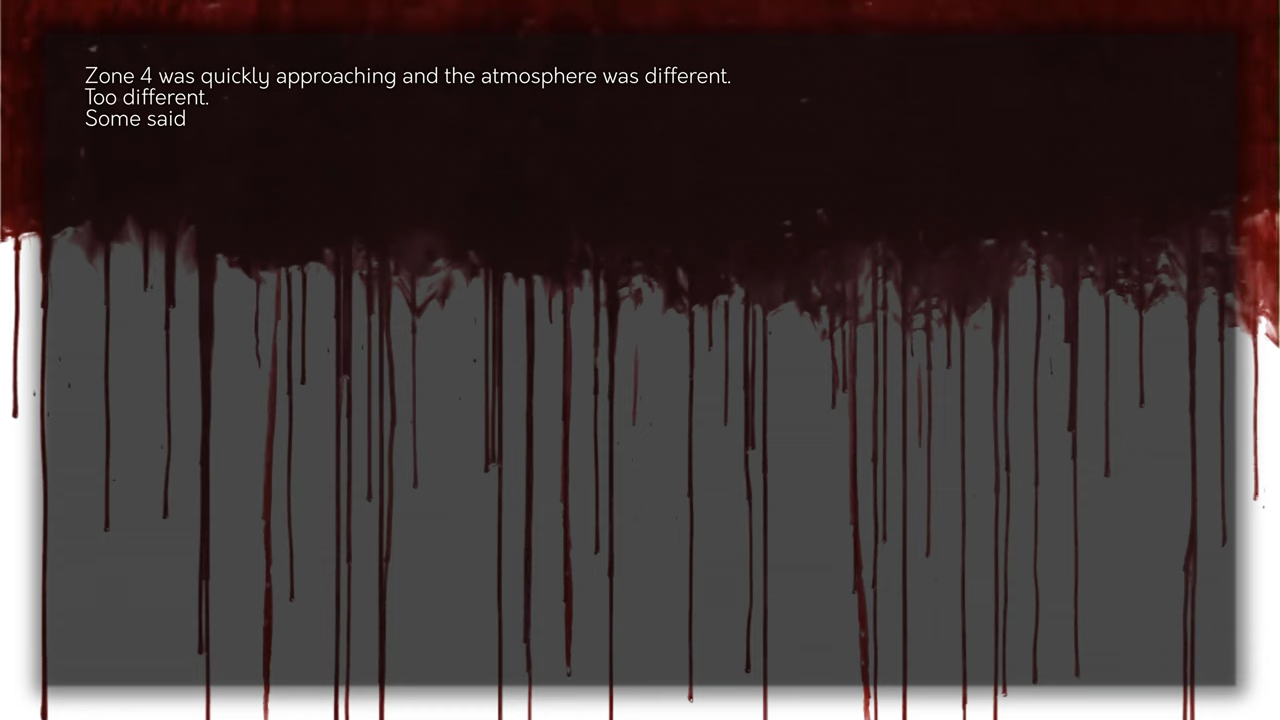 Zone 4 was quickly approaching and the atmosphere was different.
Too different.
Some said